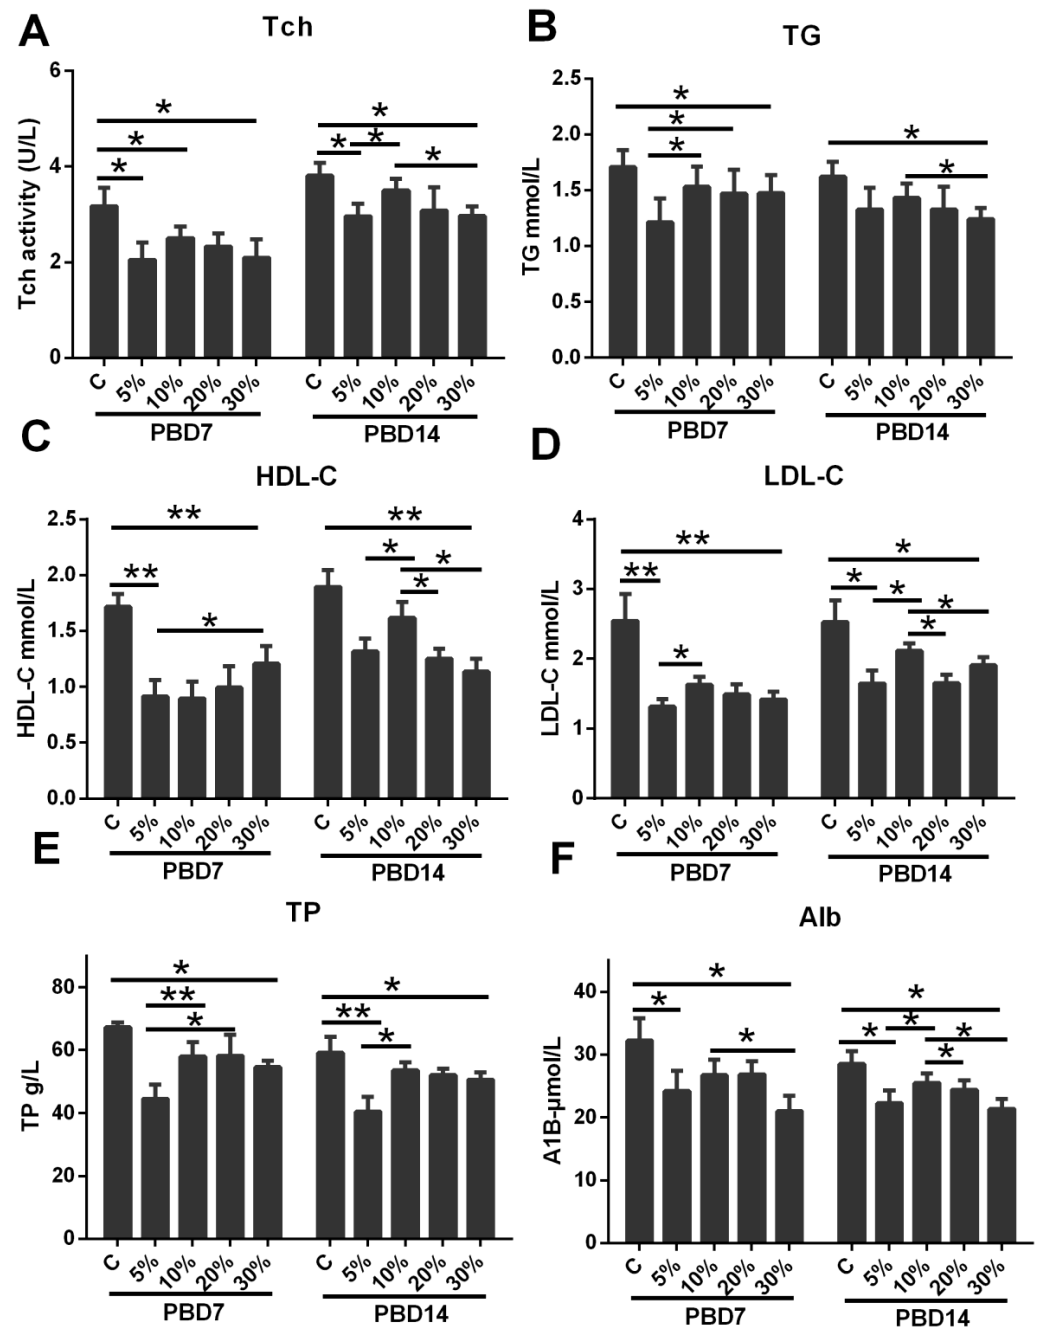 A
Tch
Tch activity (U/L)
6
4
2
0
* * *
* * * *
C 5% 10% 20% 30%
C 5% 10% 20% 30%
PBD7
PBD14
B
TG
TG mmol/L
2.5
2.0
1.5
1.0
0.5
0.0
* * *
* *
C 5% 10% 20% 30%
C 5% 10% 20% 30%
PBD7
PBD14
C
HDL-C
HDL-C mmol/L
2.5
2.0
1.5
1.0
0.5
0.0
** ** *
** * * *
C 5% 10% 20% 30%
C 5% 10% 20% 30%
PBD7
PBD14
D
LDL-C
LDL-C mmol/L
4
3
2
1
0
** ** *
* * * * *
C 5% 10% 20% 30%
C 5% 10% 20% 30%
PBD7
PBD14
E
TP
TP g/L
80
60
40
20
0
* ** *
* ** *
C 5% 10% 20% 30%
C 5% 10% 20% 30%
PBD7
PBD14
F
Alb
A1B-μmol/L
40
30
20
10
0
* * *
* * * * *
C 5% 10% 20% 30%
C 5% 10% 20% 30%
PBD7
PBD14